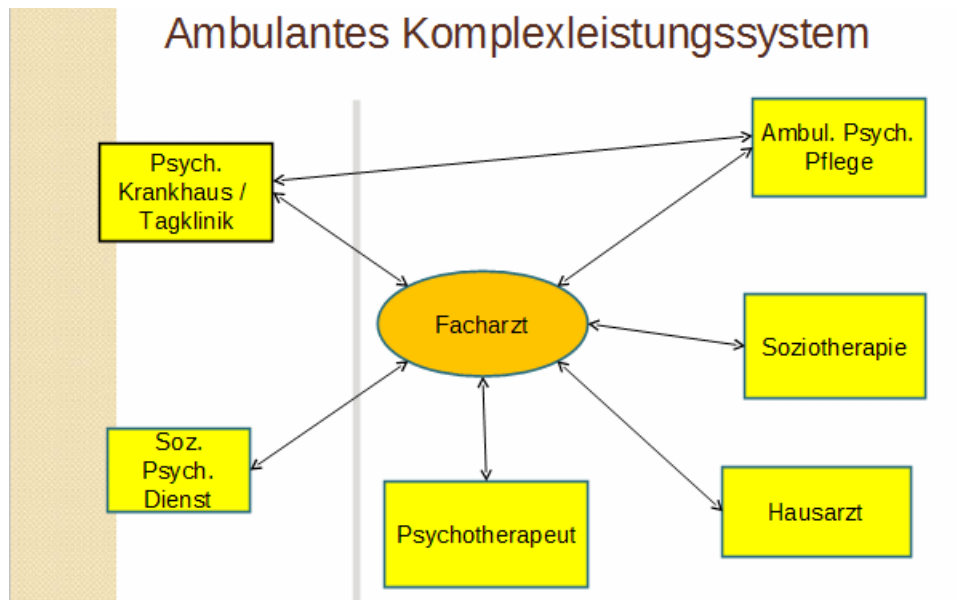 Ambulantes Komplexleistungssystem
Ambul. Psych.
Pflege
Psych.
Krankhaus /
Tagklinik
Facharzt
Soziotherapie
Soz.
Psych.
Dienst
Psychotherapeut
Hausarzt